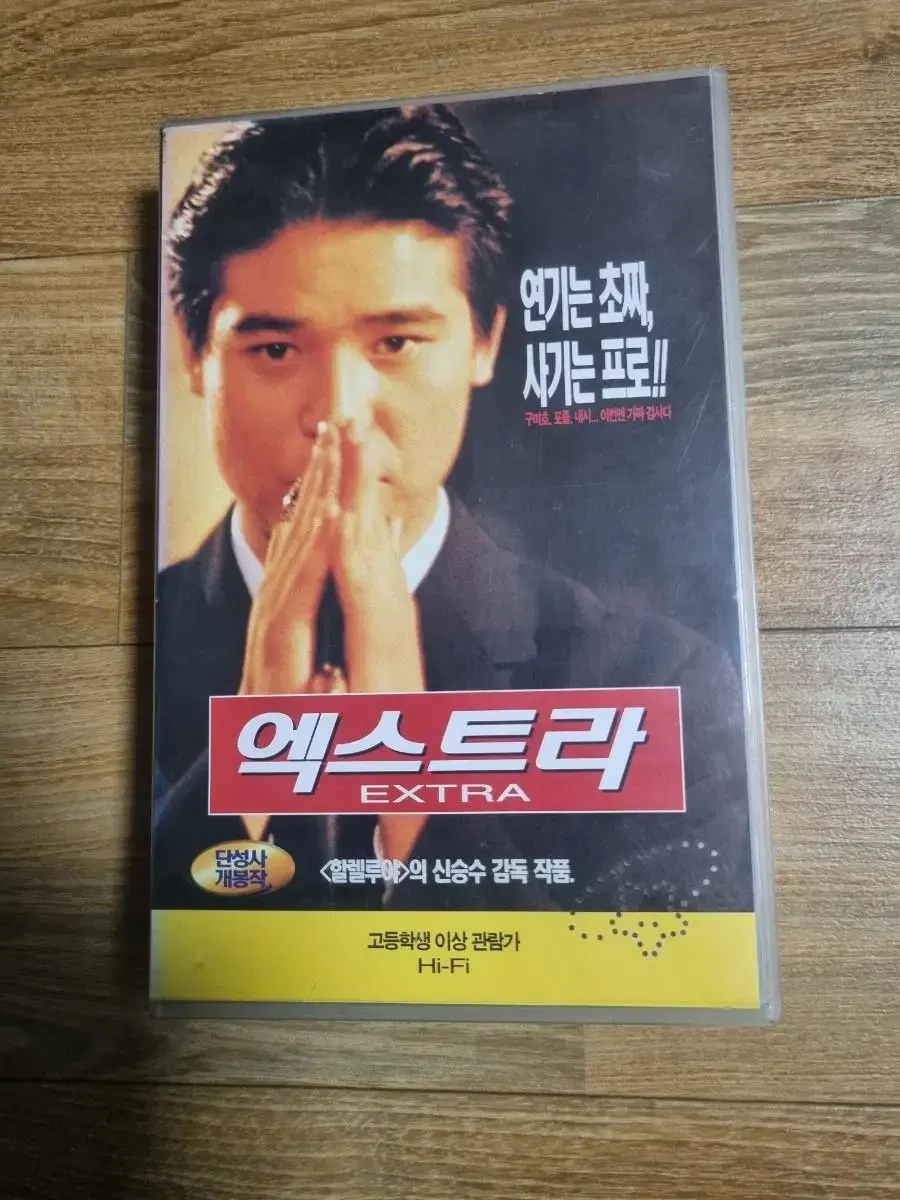 연기는 초짜,
사기는 프로!!
구미호, 포졸, 내시... 이번엔 가짜 검사다
엑스트라
EXTRA
단성사
개봉작
<할렐루야>의 신승수 감독 작품.
고등학생 이상 관람가
Hi-Fi